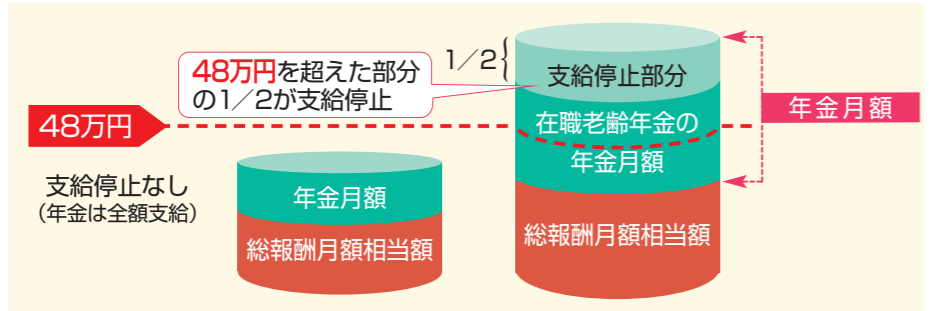 48万円
支給停止なし
（年金は全額支給）
48万円を超えた部分
の1／2が支給停止
1／2
年金月額
総報酬月額相当額
支給停止部分
在職老齢年金の
年金月額
総報酬月額相当額
年金月額